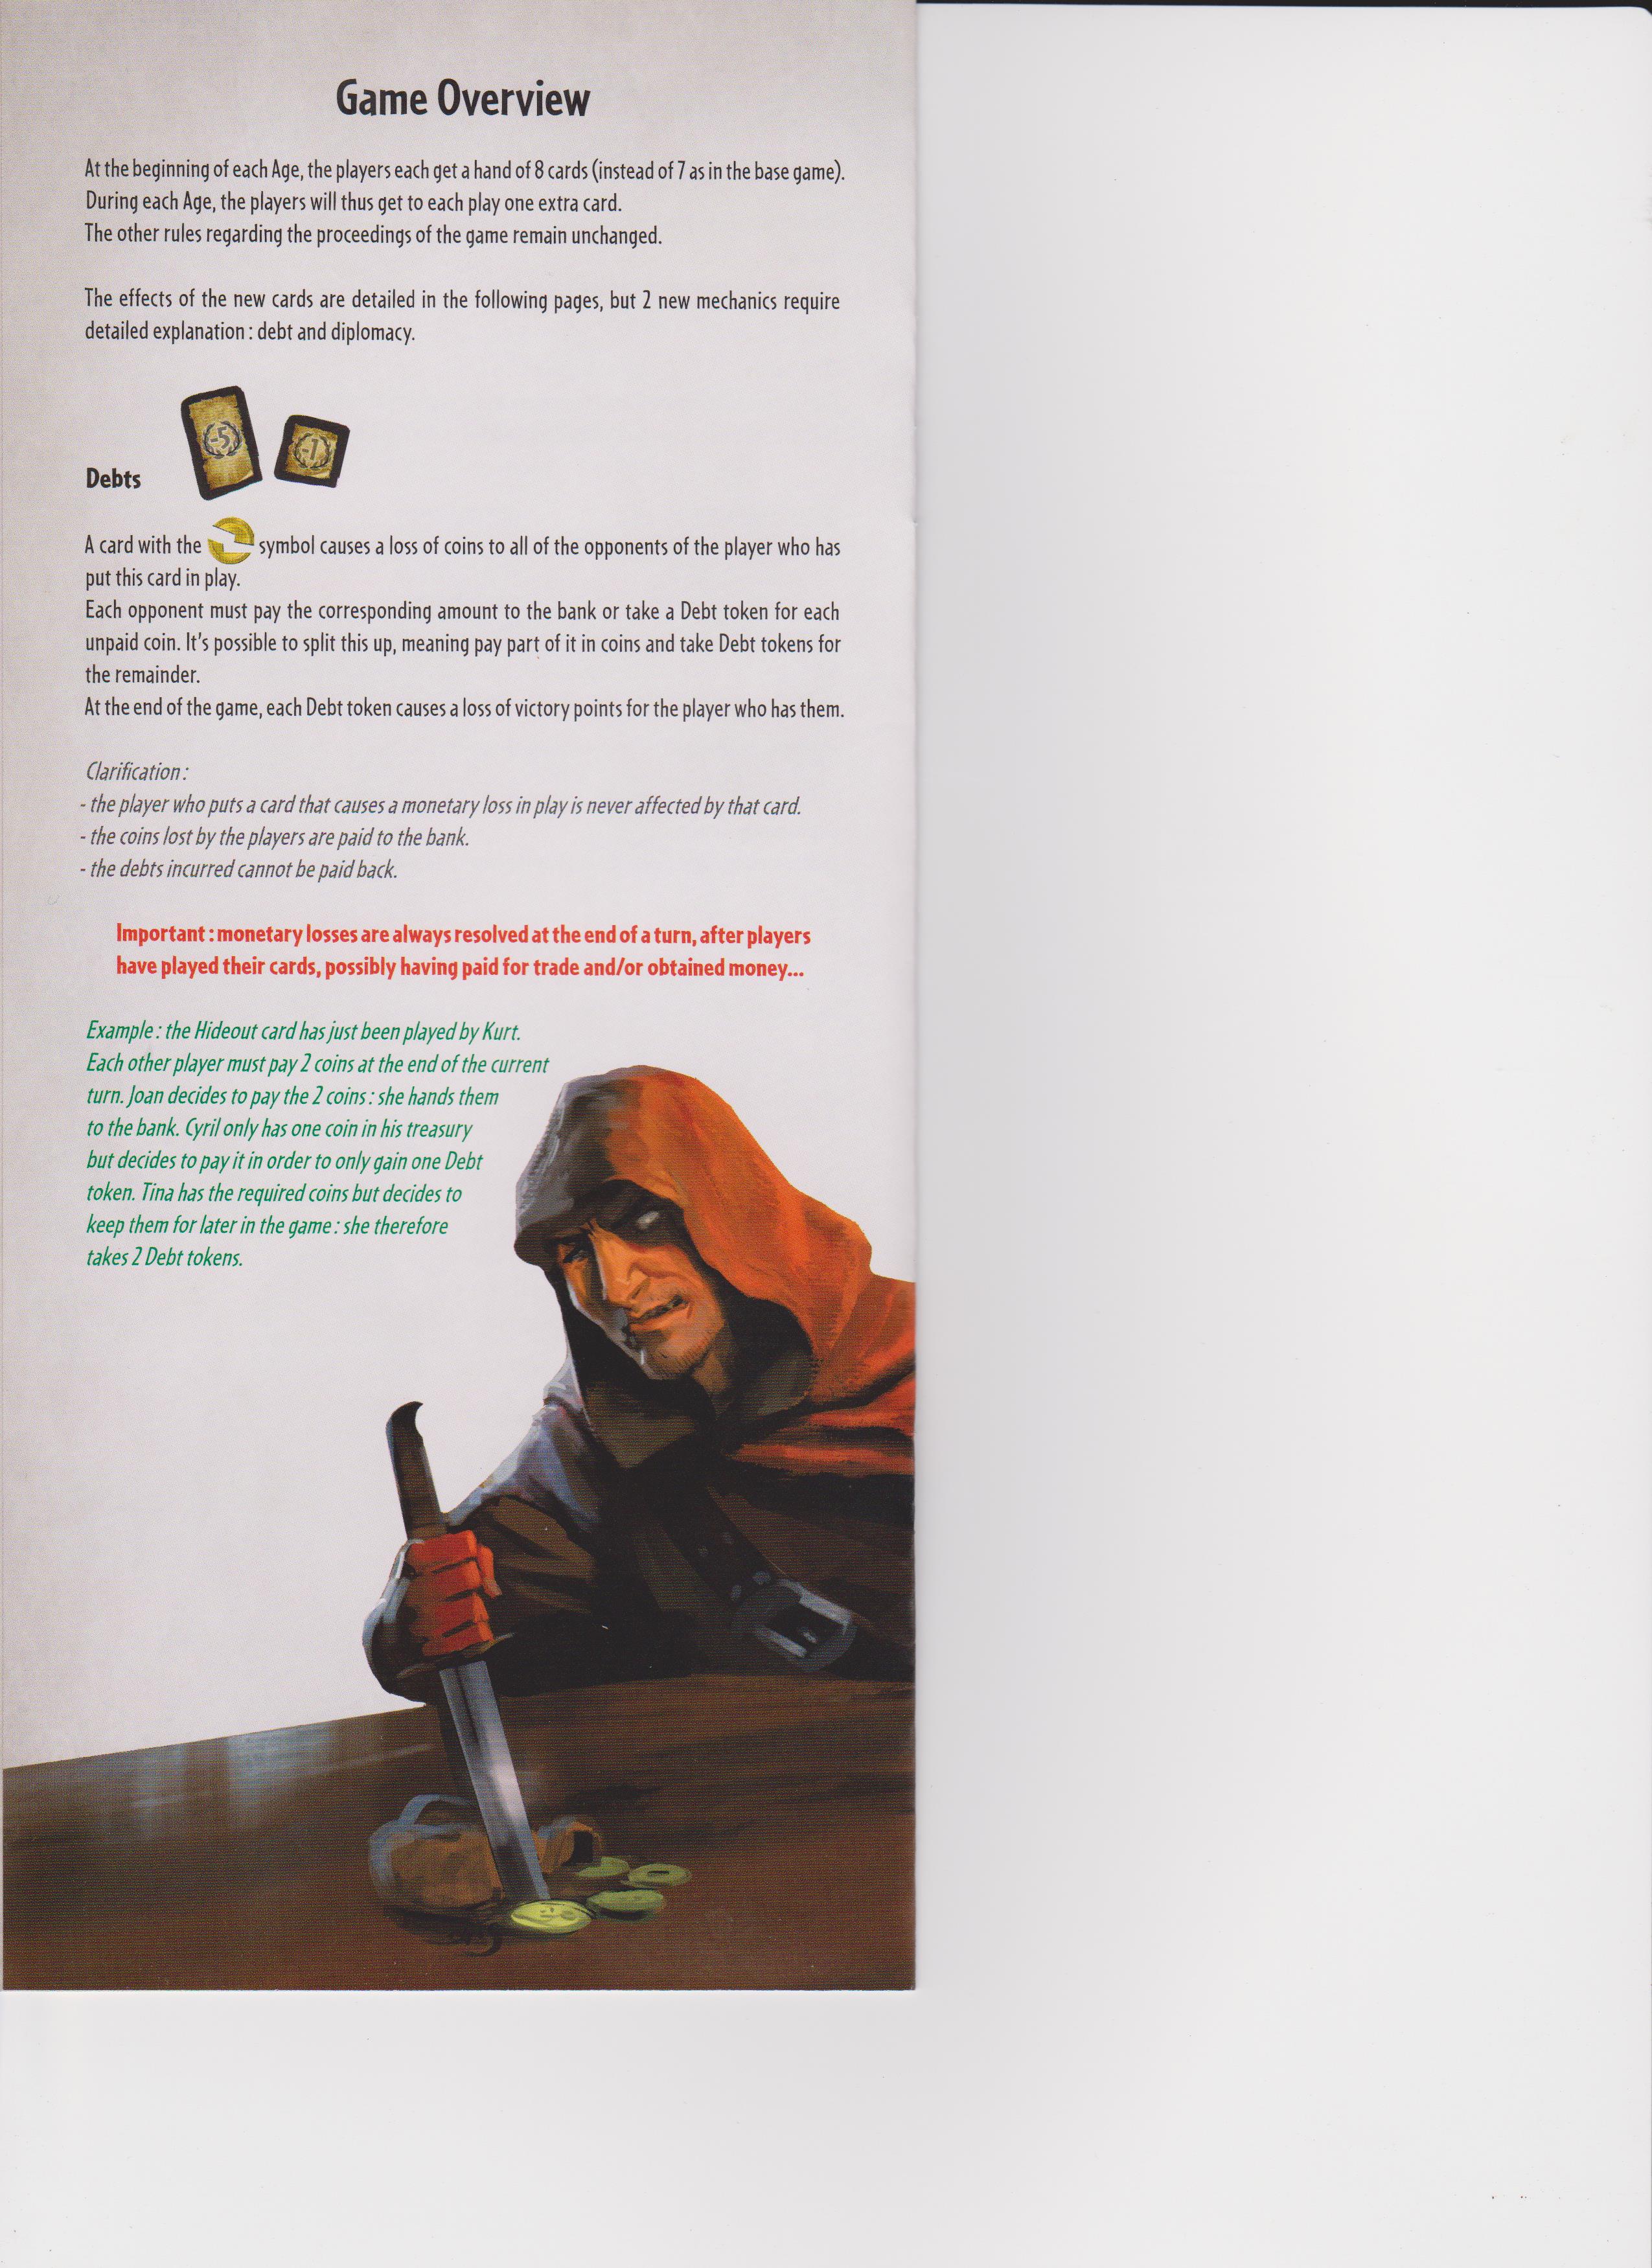 Game Overview
At the beginning of each Age, the players each get a hand of 8 cards (instead of 7 as in the base game).
During each Age, the players will thus get to each play one extra card.
The other rules regarding the proceedings of the game remain unchanged.
The effects of the new cards are detailed in the following pages, but 2 new mechanics require
detailed explanation : debt and diplomacy.
-5
-1
Debts
A card with the symbol causes a loss of coins to all of the opponents of the player who has
put this card in play.
Each opponent must pay the corresponding amount to the bank or take a Debt token for each
unpaid coin. It's possible to split this up, meaning pay part of it in coins and take Debt tokens for
the remainder.
At the end of the game, each Debt token causes a loss of victory points for the player who has them.
Clarification :
- the player who puts a card that causes a monetary loss in play is never affected by that card.
- the coins lost by the players are paid to the bank.
- the debts incurred cannot be paid back.
Important : monetary losses are always resolved at the end of a turn, after players
have played their cards, possibly having paid for trade and/or obtained money...
Example : the Hideout card has just been played by Kurt.
Each other player must pay 2 coins at the end of the current
turn. Joan decides to pay the 2 coins : she hands them
to the bank. Cyril only has one coin in his treasury
but decides to pay it in order to only gain one Debt
token. Tina has the required coins but decides to
keep them for later in the game : she therefore
takes 2 Debt tokens.